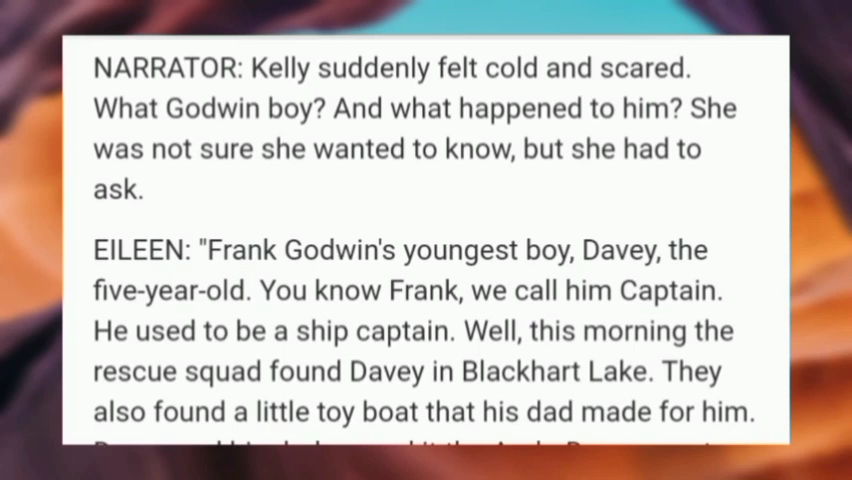 NARRATOR: Kelly suddenly felt cold and scared.
What Godwin boy? And what happened to him? She
was not sure she wanted to know, but she had to
ask.
EILEEN: "Frank Godwin's youngest boy, Davey, the
five-year-old. You know Frank, we call him Captain.
He used to be a ship captain. Well, this morning the
rescue squad found Davey in Blackhart Lake. They
also found a little toy boat that his dad made for him.